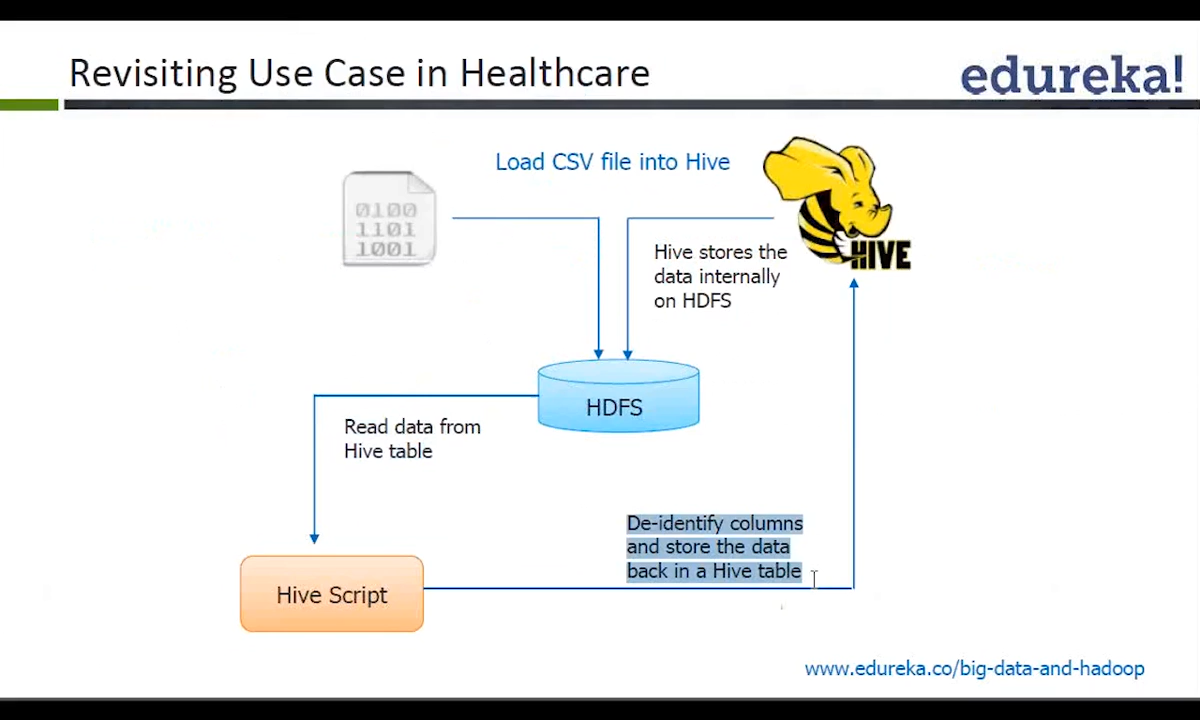 Revisiting Use Case in Healthcare
edureka!
Load CSV file into Hive
0100
1101
1001
HIVE
Hive stores the
data internally
on HDFS
HDFS
Read data from
Hive table
De-identify columns
and store the data
back in a Hive table
Hive Script
www.edureka.co/big-data-and-hadoop